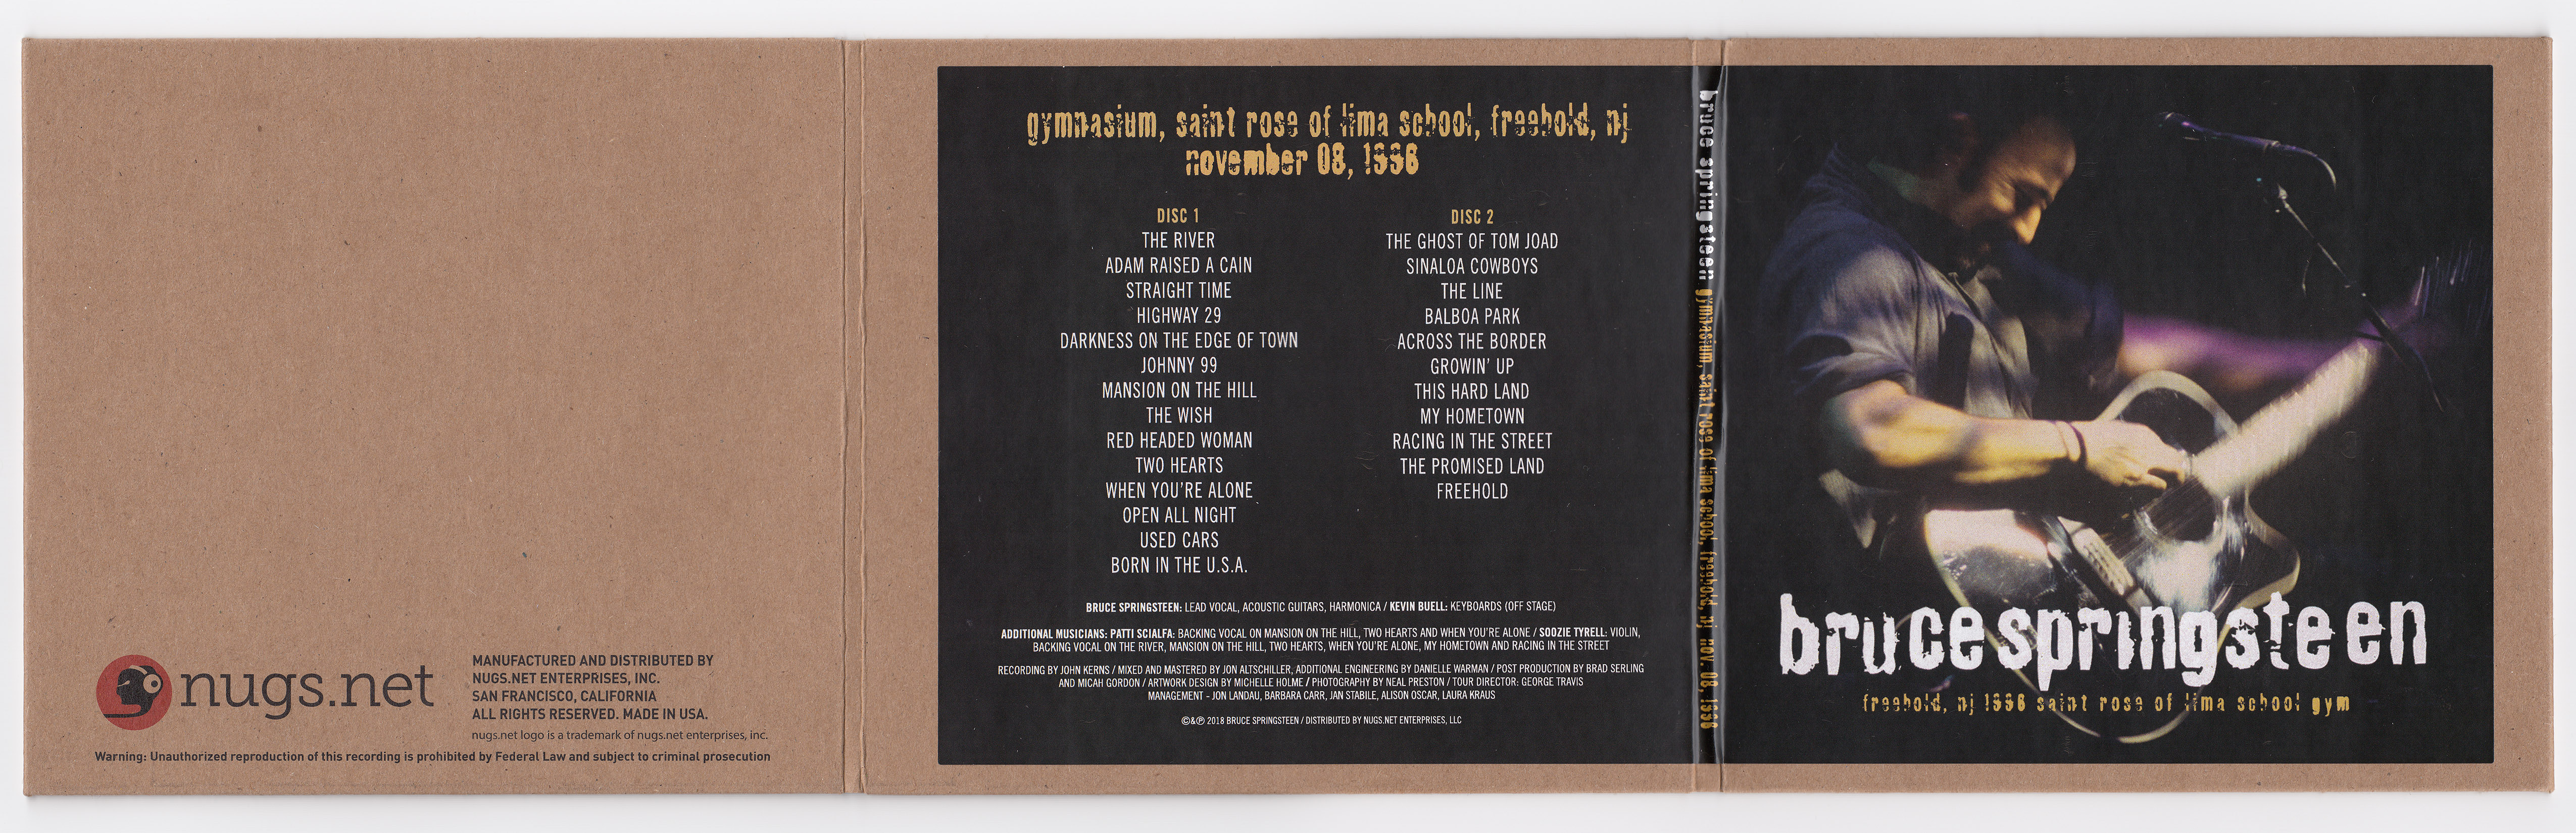 nugs.net
MANUFACTURED AND DISTRIBUTED BY
NUGS.NET ENTERPRISES, INC.
SAN FRANCISCO, CALIFORNIA
ALL RIGHTS RESERVED. MADE IN USA.
nugs.net logo is a trademark of nugs.net enterprises, inc.
Warning: Unauthorized reproduction of this recording is prohibited by Federal Law and subject to criminal prosecution
gymnasium, saint rose of lima school, freehold, nj
november 08, 1996
DISC 1
THE RIVER
ADAM RAISED A CAIN
STRAIGHT TIME
HIGHWAY 29
DARKNESS ON THE EDGE OF TOWN
JOHNNY 99
MANSION ON THE HILL
THE WISH
RED HEADED WOMAN
TWO HEARTS
WHEN YOU'RE ALONE
OPEN ALL NIGHT
USED CARS
BORN IN THE U.S.A.
DISC 2
THE GHOST OF TOM JOAD
SINALOA COWBOYS
THE LINE
BALBOA PARK
ACROSS THE BORDER
GROWIN' UP
THIS HARD LAND
MY HOMETOWN
RACING IN THE STREET
THE PROMISED LAND
FREEHOLD
BRUCE SPRINGSTEEN: LEAD VOCAL, ACOUSTIC GUITARS, HARMONICA / KEVIN BUELL: KEYBOARDS (OFF STAGE)
ADDITIONAL MUSICIANS: PATTI SCIALFA: BACKING VOCAL ON MANSION ON THE HILL, TWO HEARTS AND WHEN YOU'RE ALONE / SOOZIE TYRELL: VIOLIN,
BACKING VOCAL ON THE RIVER, MANSION ON THE HILL, TWO HEARTS, WHEN YOU'RE ALONE, MY HOMETOWN AND RACING IN THE STREET
RECORDING BY JOHN KERNS / MIXED AND MASTERED BY JON ALTSCHILLER, ADDITIONAL ENGINEERING BY DANIELLE WARMAN / POST PRODUCTION BY BRAD SERLING
AND MICAH GORDON / ARTWORK DESIGN BY MICHELLE HOLME / PHOTOGRAPHY BY NEAL PRESTON / TOUR DIRECTOR: GEORGE TRAVIS
MANAGEMENT - JON LANDAU, BARBARA CARR, JAN STABILE, ALISON OSCAR, LAURA KRAUS
©&℗ 2018 BRUCE SPRINGSTEEN / DISTRIBUTED BY NUGS.NET ENTERPRISES, LLC
bruce springsteen gymnasium, saint rose of lima school, freehold, nj nov. 08, 1996
bruce springsteen
freehold, nj 1996 saint rose of lima school gym